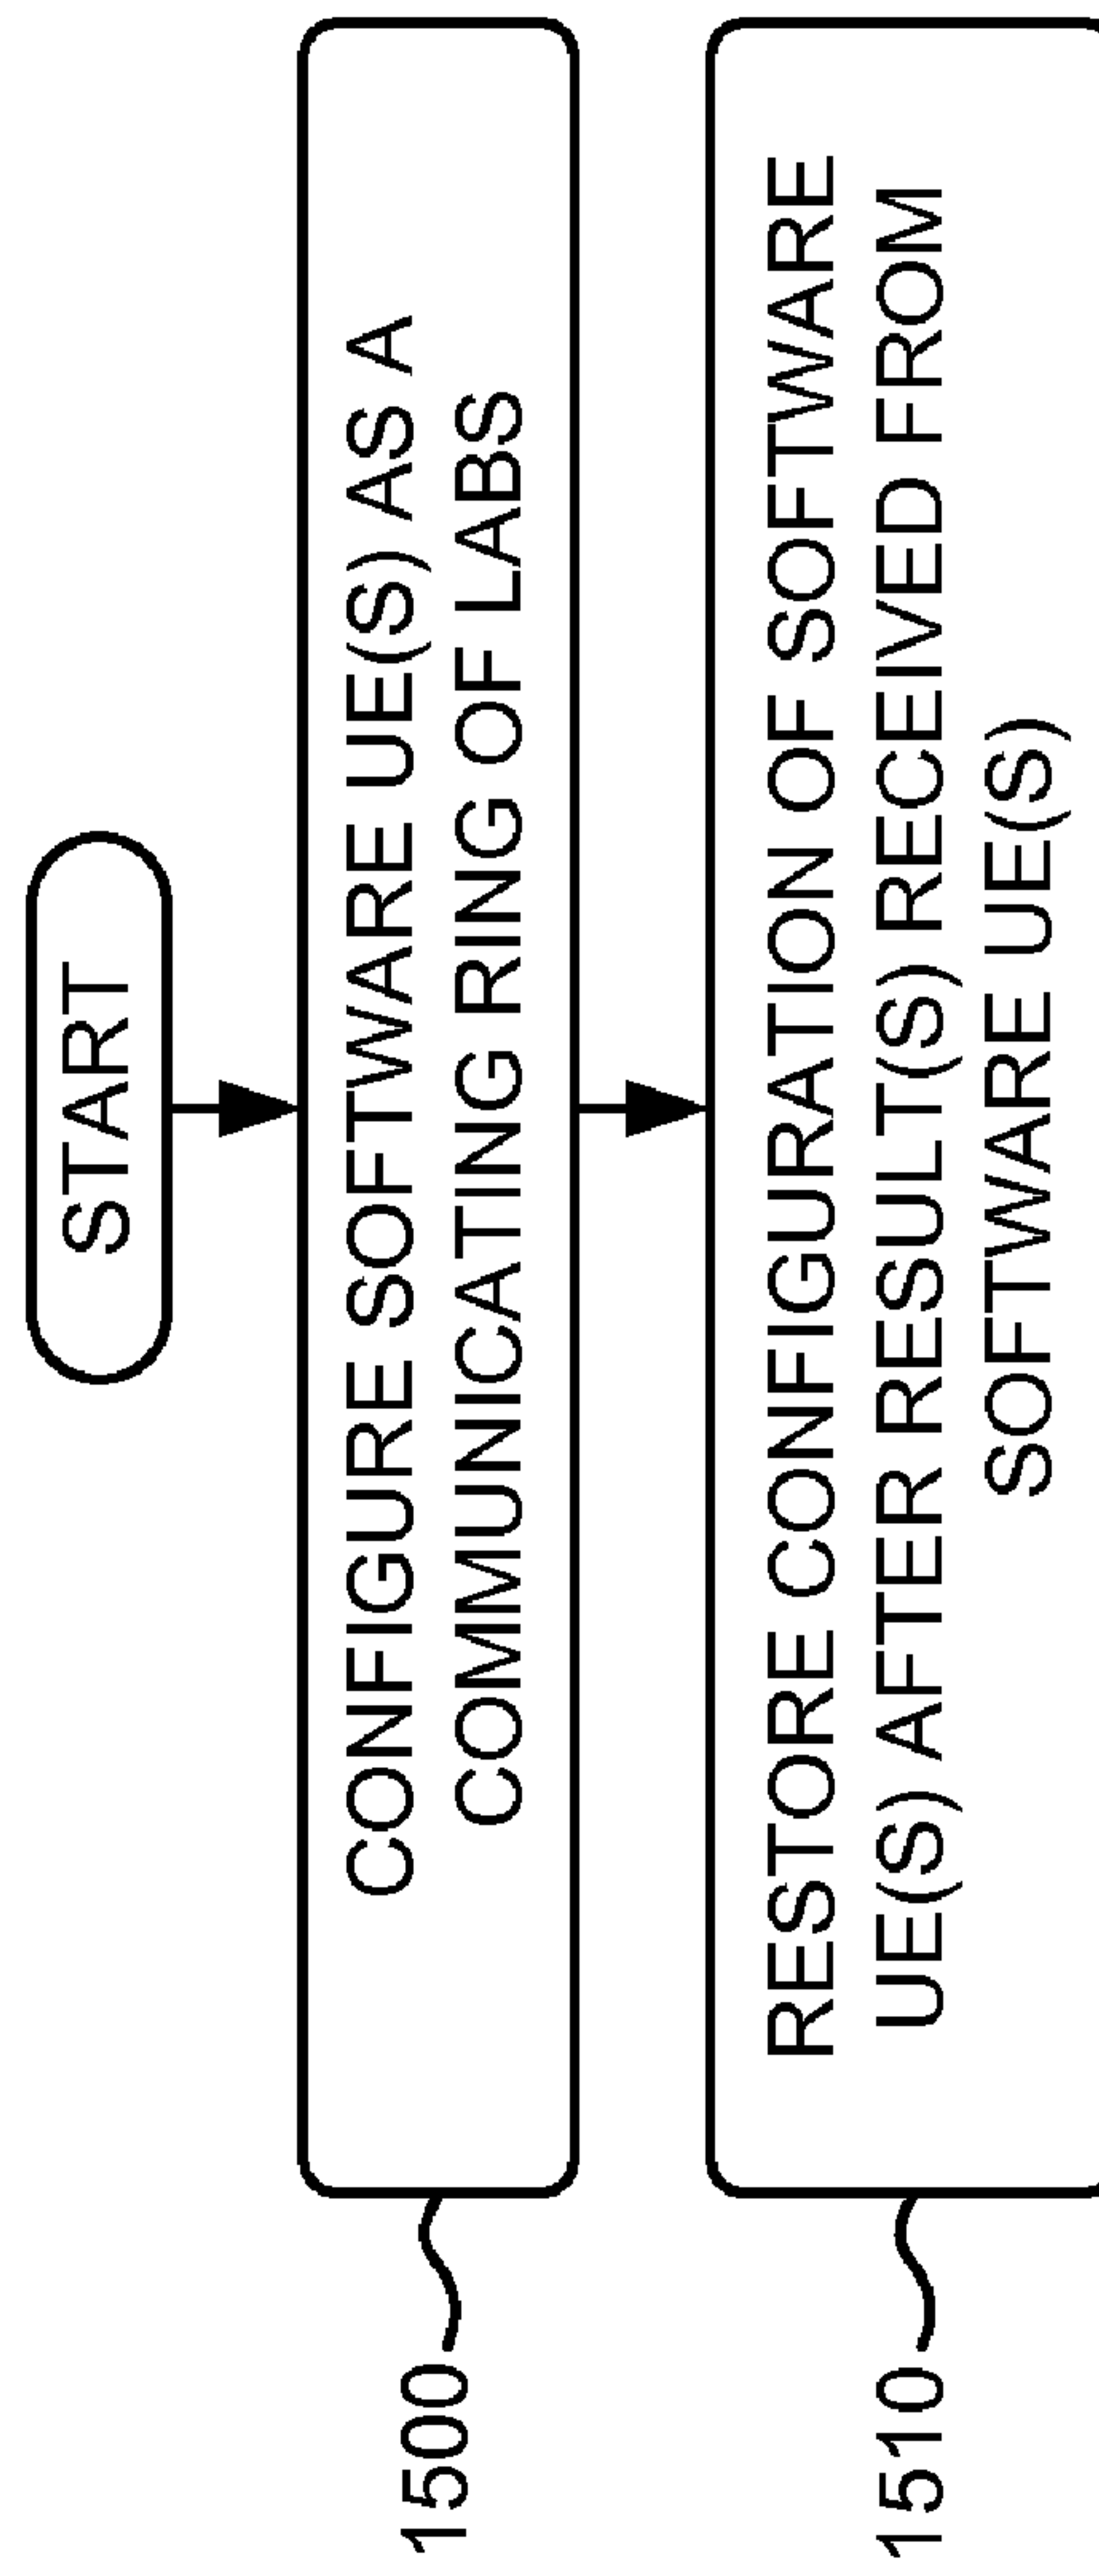 START
1500
CONFIGURE SOFTWARE UE(S) AS A
COMMUNICATING RING OF LABS
1510
RESTORE CONFIGURATION OF SOFTWARE
UE(S) AFTER RESULT(S) RECEIVED FROM
SOFTWARE UE(S)